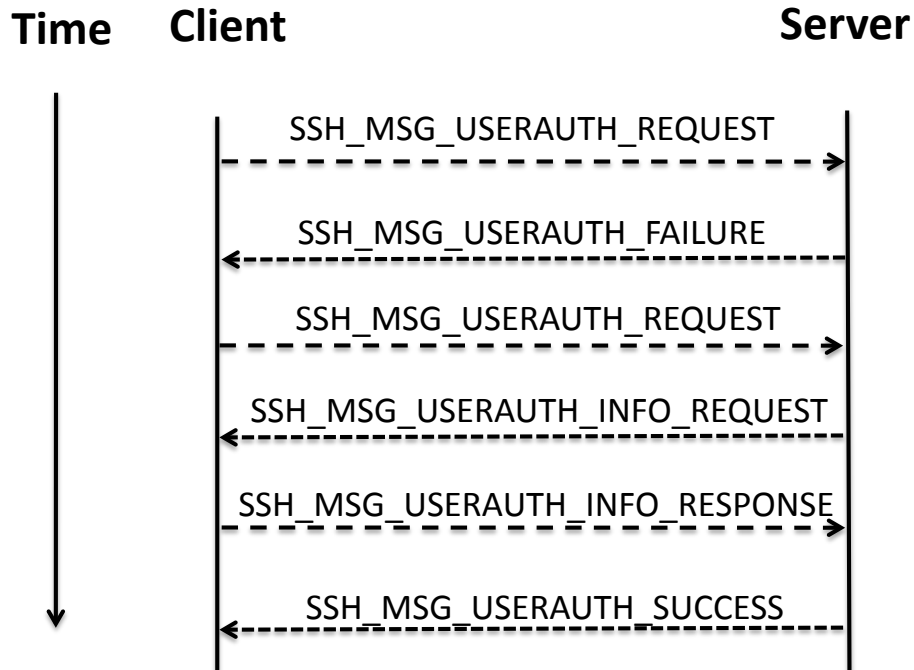 Time Client Server
SSH_MSG_USERAUTH_REQUEST
SSH_MSG_USERAUTH_FAILURE
SSH_MSG_USERAUTH_REQUEST
SSH_MSG_USERAUTH_INFO_REQUEST
SSH_MSG_USERAUTH_INFO_RESPONSE
SSH_MSG_USERAUTH_SUCCESS